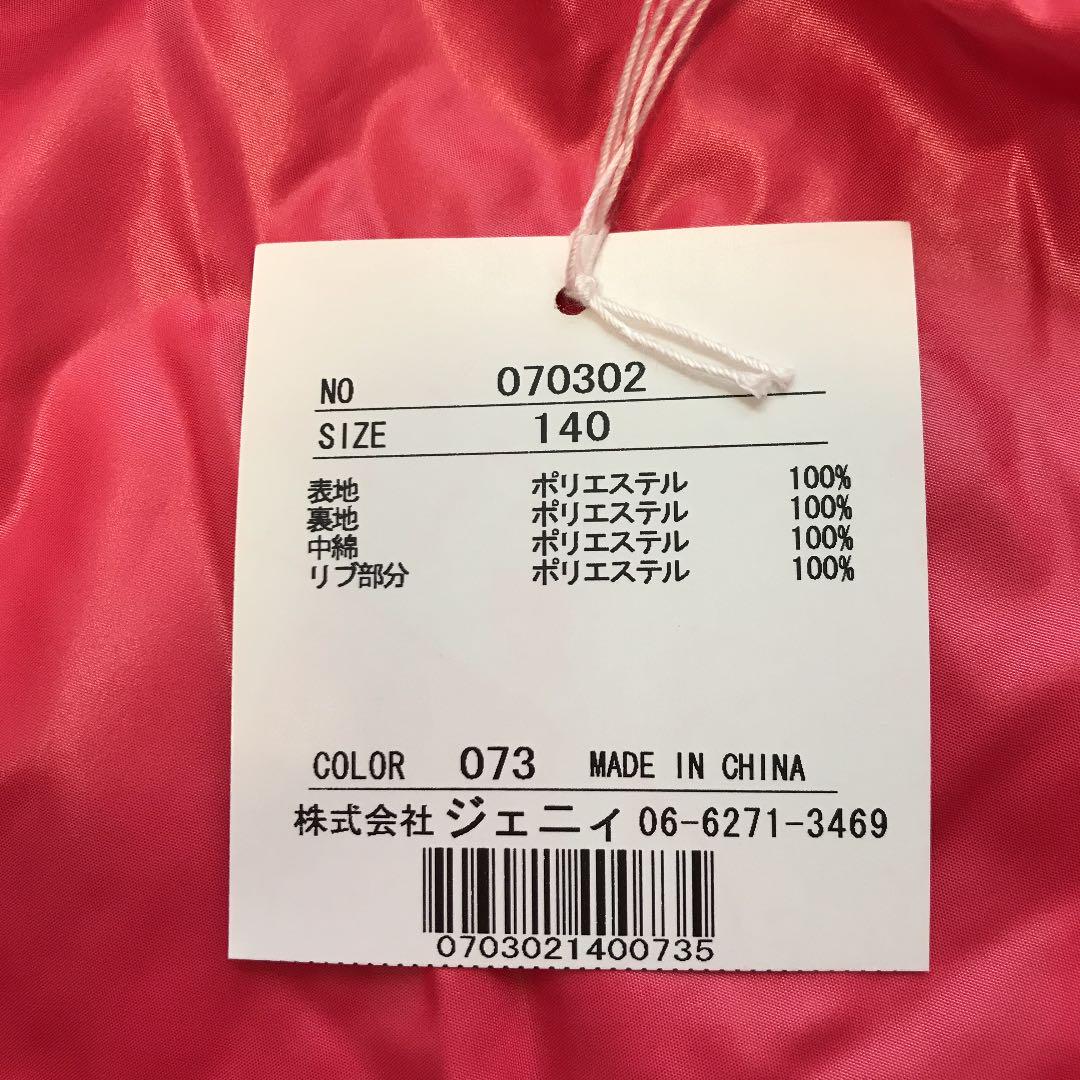 NO 070302
SIZE 140
表地 ポリエステル 100%
裏地 ポリエステル 100%
中綿 ポリエステル 100%
リブ部分 ポリエステル 100%
COLOR 073 MADE IN CHINA
株式会社 ジェニィ 06-6271-3469
0703021400735